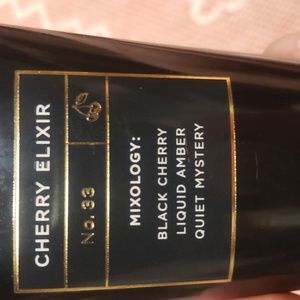 CHERRY ELIXIR
No. 33
MIXOLOGY:
BLACK CHERRY
LIQUID AMBER
QUIET MYSTERY